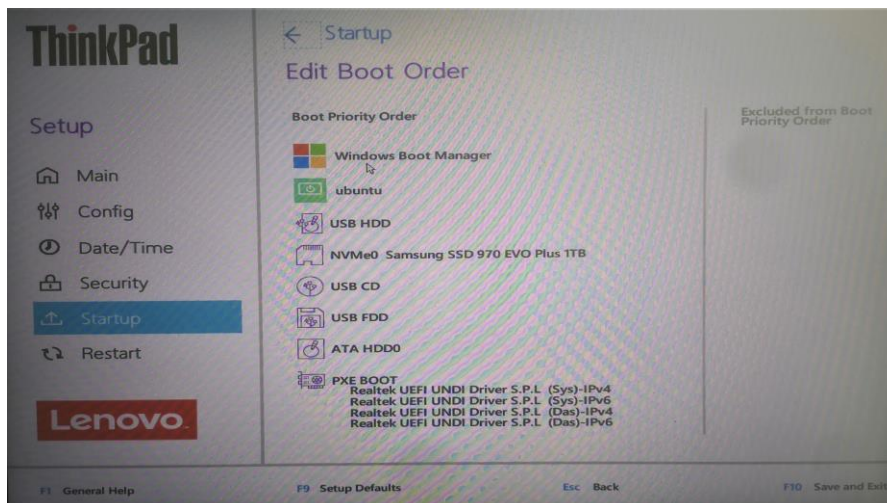 ThinkPad
Setup
Main
Config
Date/Time
Security
Startup
Restart
Lenovo
Startup
Edit Boot Order
Boot Priority Order
Windows Boot Manager
ubuntu
USB HDD
NVMe0 Samsung SSD 970 EVO Plus 1TB
USB CD
USB FDD
ATA HDD0
PXE BOOT
Realtek UEFI UNDI Driver S.P.L (Sys)-IPv4
Realtek UEFI UNDI Driver S.P.L (Sys)-IPv6
Realtek UEFI UNDI Driver S.P.L (Das)-IPv4
Realtek UEFI UNDI Driver S.P.L (Das)-IPv6
Excluded from Boot
Priority Order
F1 General Help
F9 Setup Defaults
Esc Back
F10 Save and Exit